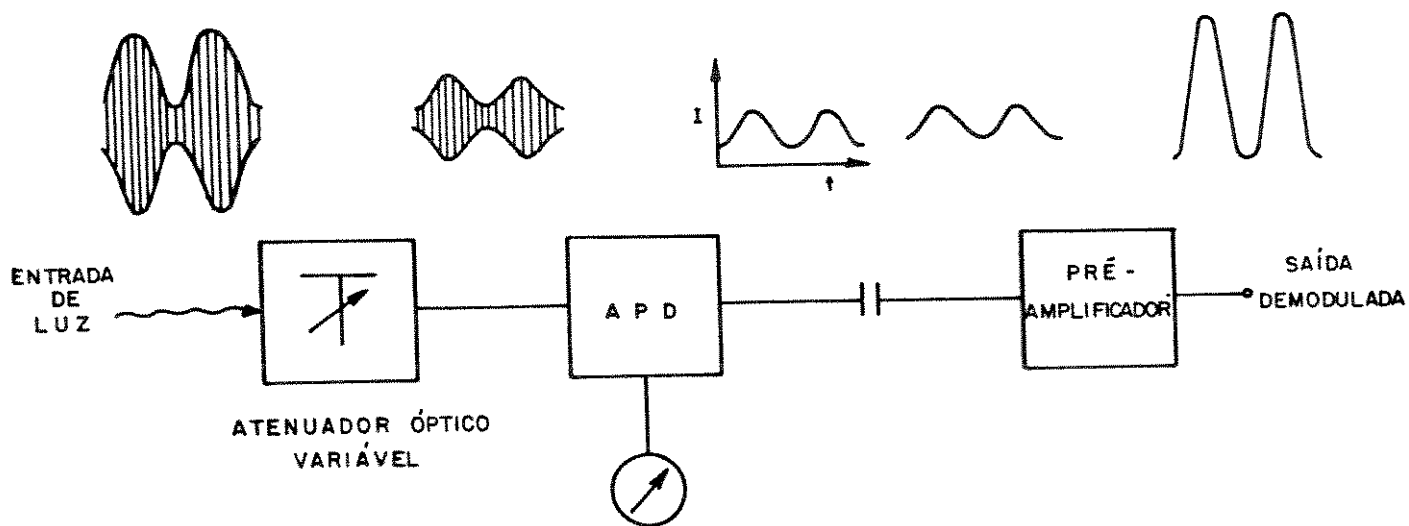 I
t
ENTRADA
DE
LUZ
APD
PRÉ-
AMPLIFICADOR
SAÍDA
DEMODULADA
ATENUADOR ÓPTICO
VARIÁVEL